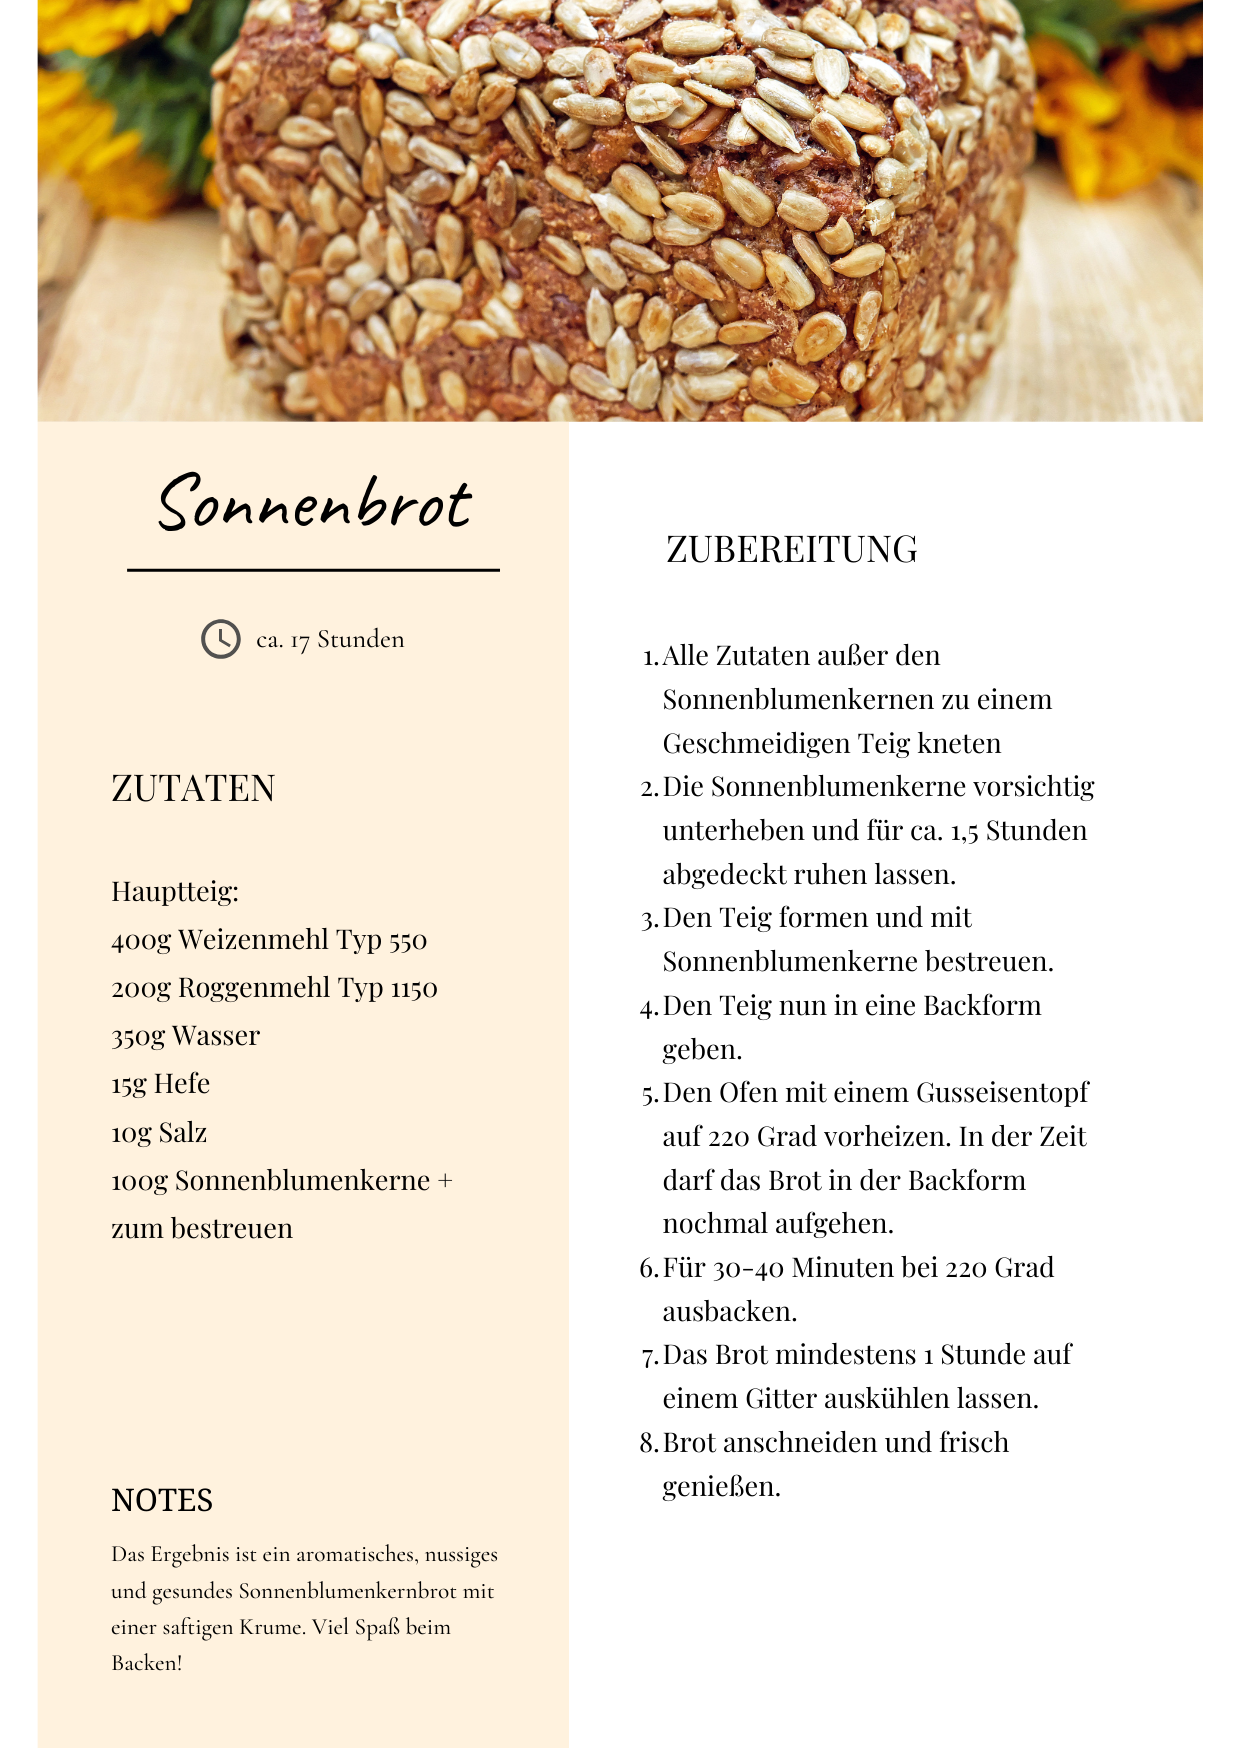 Sonnenbrot
ca. 17 Stunden
ZUTATEN
Hauptteig:
400g Weizenmehl Typ 550
200g Roggenmehl Typ 1150
350g Wasser
15g Hefe
10g Salz
100g Sonnenblumenkerne +
zum bestreuen
NOTES
Das Ergebnis ist ein aromatisches, nussiges
und gesundes Sonnenblumenkernbrot mit
einer saftigen Krume. Viel Spaß beim
Backen!
ZUBEREITUNG
1. Alle Zutaten außer den
Sonnenblumenkernen zu einem
Geschmeidigen Teig kneten
2. Die Sonnenblumenkerne vorsichtig
unterheben und für ca. 1,5 Stunden
abgedeckt ruhen lassen.
3. Den Teig formen und mit
Sonnenblumenkerne bestreuen.
4. Den Teig nun in eine Backform
geben.
5. Den Ofen mit einem Gusseisentopf
auf 220 Grad vorheizen. In der Zeit
darf das Brot in der Backform
nochmal aufgehen.
6. Für 30-40 Minuten bei 220 Grad
ausbacken.
7. Das Brot mindestens 1 Stunde auf
einem Gitter auskühlen lassen.
8. Brot anschneiden und frisch
genießen.